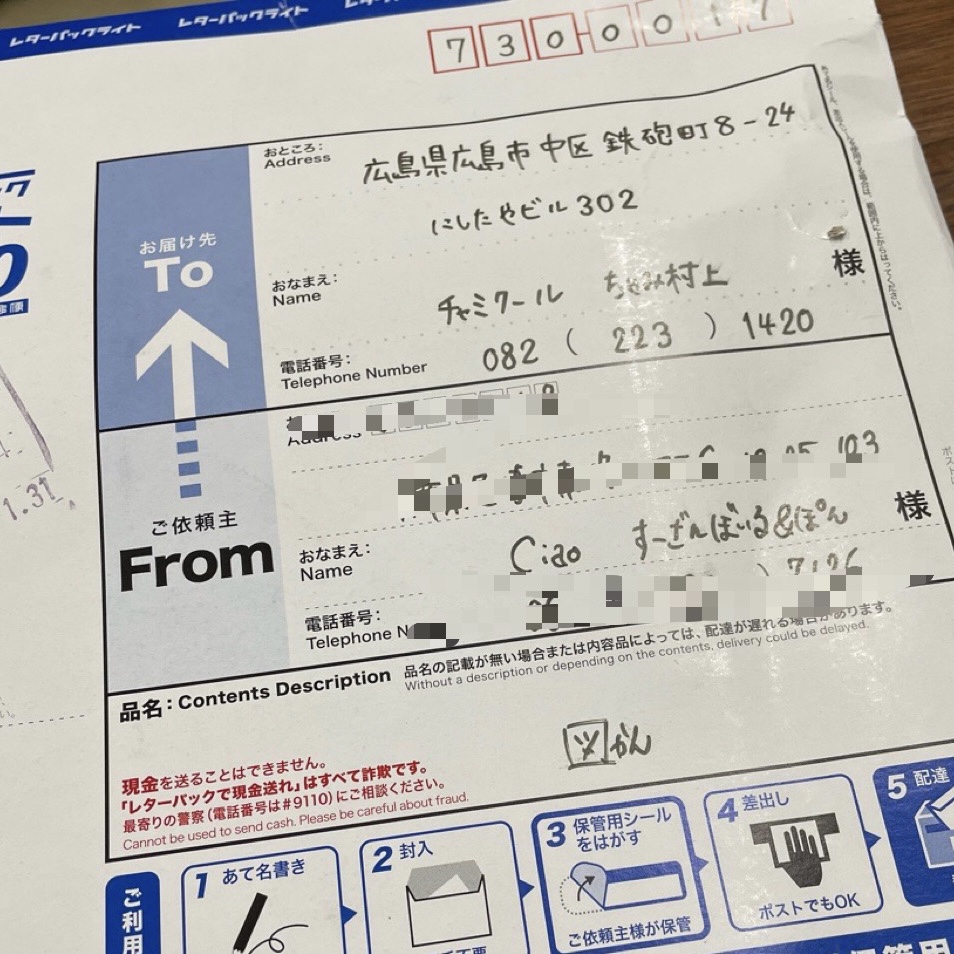 レターパックライト レターパックライト レターパ
7300017
おところ:
Address
広島県広島市中区鉄砲町8-24
にしたやビル302
お届け先
To
おなまえ:
Name
チャミクール ちゃみ村上
様
電話番号:
Telephone Number
082 ( 223 ) 1420
Address
103
ご依頼主
From
おなまえ:
Name
Ciao すーざんぼいる&ぽん
様
電話番号:
Telephone N
1.31
品名:Contents Description
品名の記載が無い場合または内容品によっては、配達が遅れる場合があります。
Without a description or depending on the contents, delivery could be delayed.
図かん
現金を送ることはできません。
「レターパックで現金送れ」はすべて詐欺です。
最寄りの警察(電話番号は#9110)にご相談ください。
Cannot be used to send cash. Please be careful about fraud.
ご利用
1 あて名書き
2 封入
3 保管用シール
をはがす
ご依頼主様が保管
4 差出し
ポストでもOK
5 配達